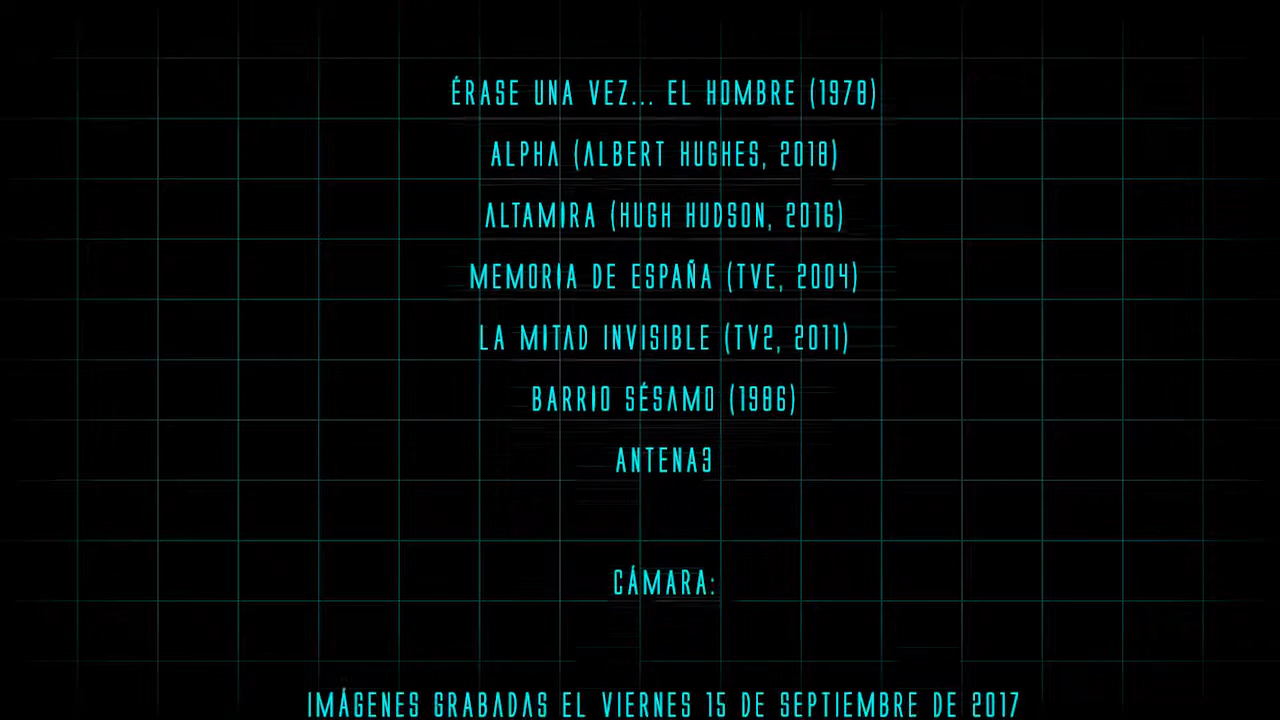 ÉRASE UNA VEZ... EL HOMBRE (1978)
ALPHA (ALBERT HUGHES, 2018)
ALTAMIRA (HUGH HUDSON, 2016)
MEMORIA DE ESPAÑA (TVE, 2004)
LA MITAD INVISIBLE (TV2, 2011)
BARRIO SÉSAMO (1986)
ANTENA3
CÁMARA:
IMÁGENES GRABADAS EL VIERNES 15 DE SEPTIEMBRE DE 2017